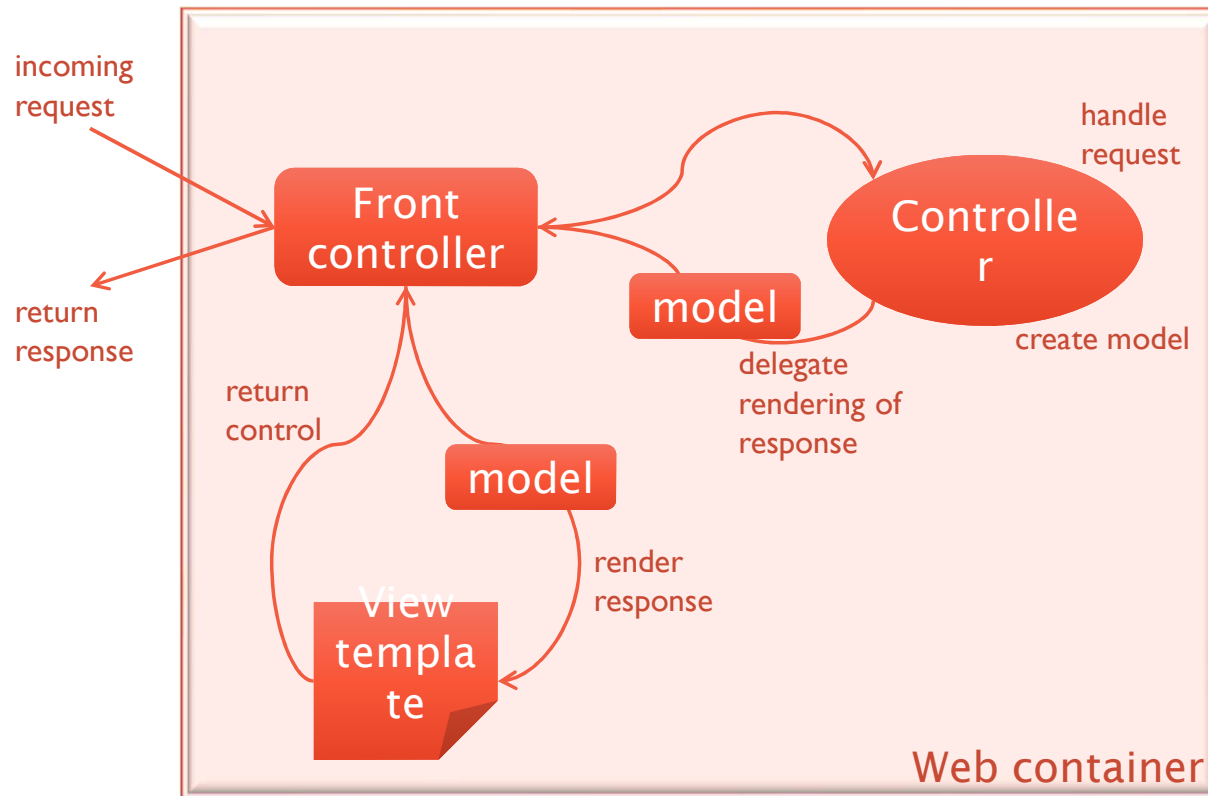 incoming
request
Front
controller
handle
request
Controlle
r
return
response
model
create model
delegate
rendering of
response
return
control
model
render
response
View
templa
te
Web container